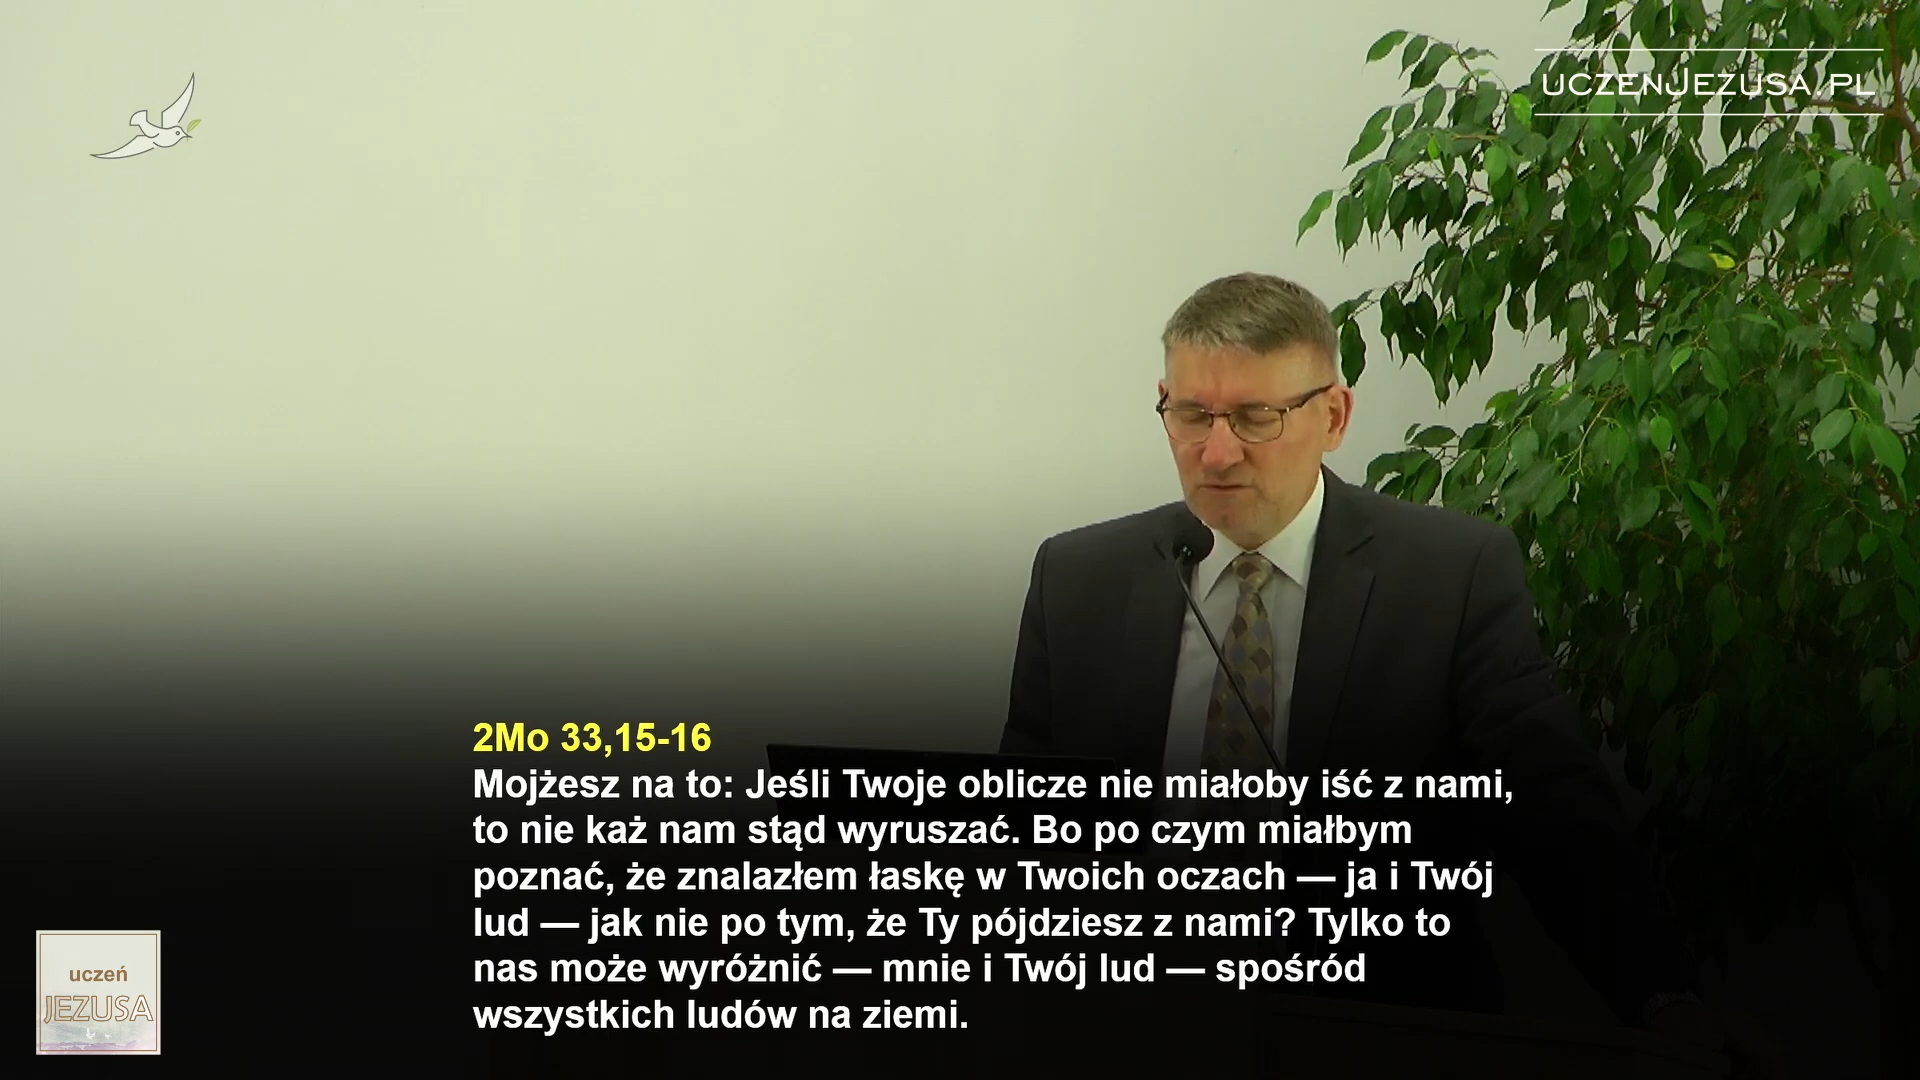 UCZENJEZUSA.PL
2Mo 33,15-16
Mojżesz na to: Jeśli Twoje oblicze nie miałoby iść z nami,
to nie każ nam stąd wyruszać. Bo po czym miałbym
poznać, że znalazłem łaskę w Twoich oczach — ja i Twój
lud — jak nie po tym, że Ty pójdziesz z nami? Tylko to
nas może wyróżnić — mnie i Twój lud — spośród
wszystkich ludów na ziemi.
uczeń
JEZUSA